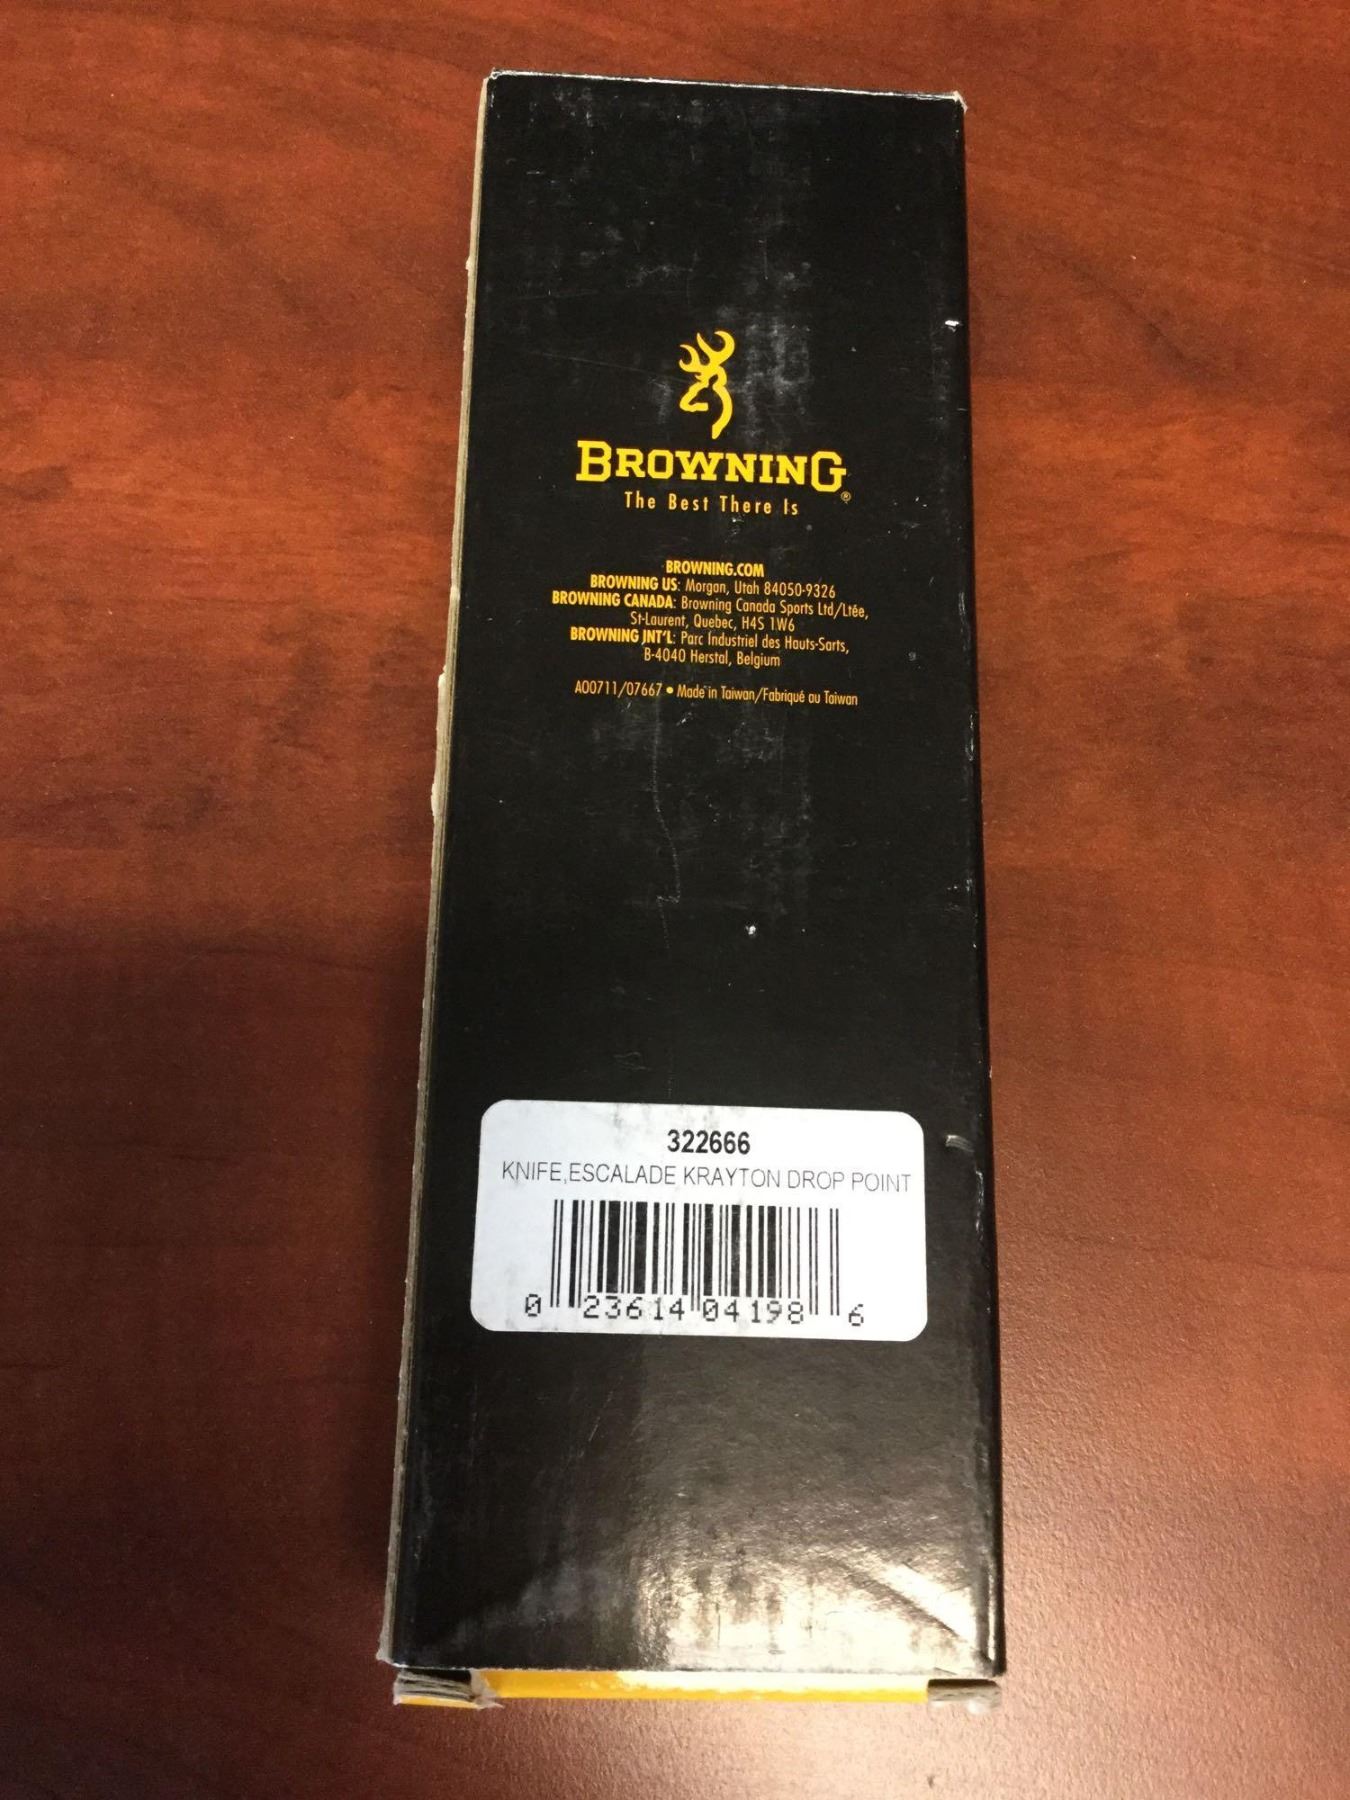 BROWNING®
The Best There Is
BROWNING.COM
BROWNING US: Morgan, Utah 84050-9326
BROWNING CANADA: Browning Canada Sports Ltd/Ltée,
St-Laurent, Quebec, H4S 1W6
BROWNING INT'L: Parc Industriel des Hauts-Sarts,
B-4040 Herstal, Belgium
A00711/07667 • Made in Taiwan/Fabriqué au Taiwan
322666
KNIFE,ESCALADE KRAYTON DROP POINT
0 23614 04198 6